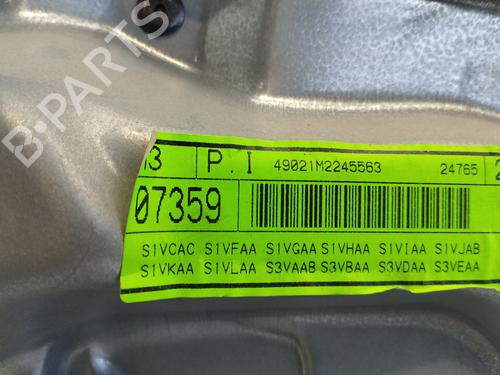 B-PARTS
P.I 49021M2245563 24765
07359
S1VCAC S1VFAA S1VGAA S1VHAA S1VIAA S1VJAB
S1VKAA S1VLAA S3VAAB S3VBAA S3VDAA S3VEAA